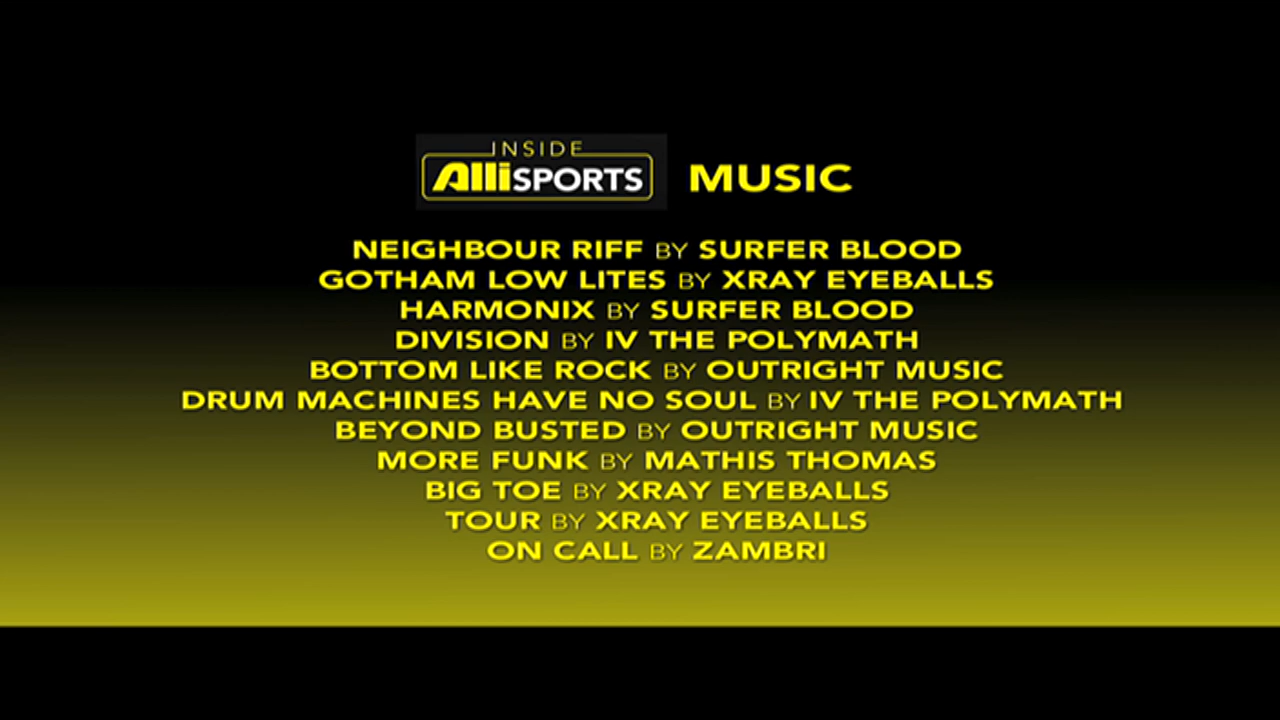 INSIDE
AlliSPORTS MUSIC
NEIGHBOUR RIFF BY SURFER BLOOD
GOTHAM LOW LITES BY XRAY EYEBALLS
HARMONIX BY SURFER BLOOD
DIVISION BY IV THE POLYMATH
BOTTOM LIKE ROCK BY OUTRIGHT MUSIC
DRUM MACHINES HAVE NO SOUL BY IV THE POLYMATH
BEYOND BUSTED BY OUTRIGHT MUSIC
MORE FUNK BY MATHIS THOMAS
BIG TOE BY XRAY EYEBALLS
TOUR BY XRAY EYEBALLS
ON CALL BY ZAMBRI